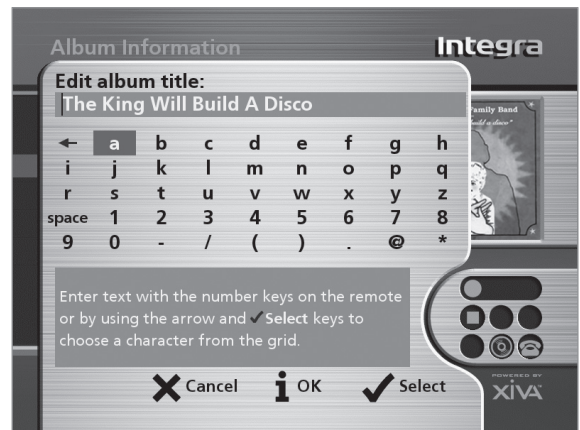 Album Information
Integra
Edit album title:
The King Will Build A Disco
← a b c d e f g h
i j k l m n o p q
r s t u v w x y z
space 1 2 3 4 5 6 7 8
9 0 - / ( ) . @ *
Family Band
build a disco"
Enter text with the number keys on the remote
or by using the arrow and ✓Select keys to
choose a character from the grid.
Cancel i OK Select
POWERED BY
XiVA